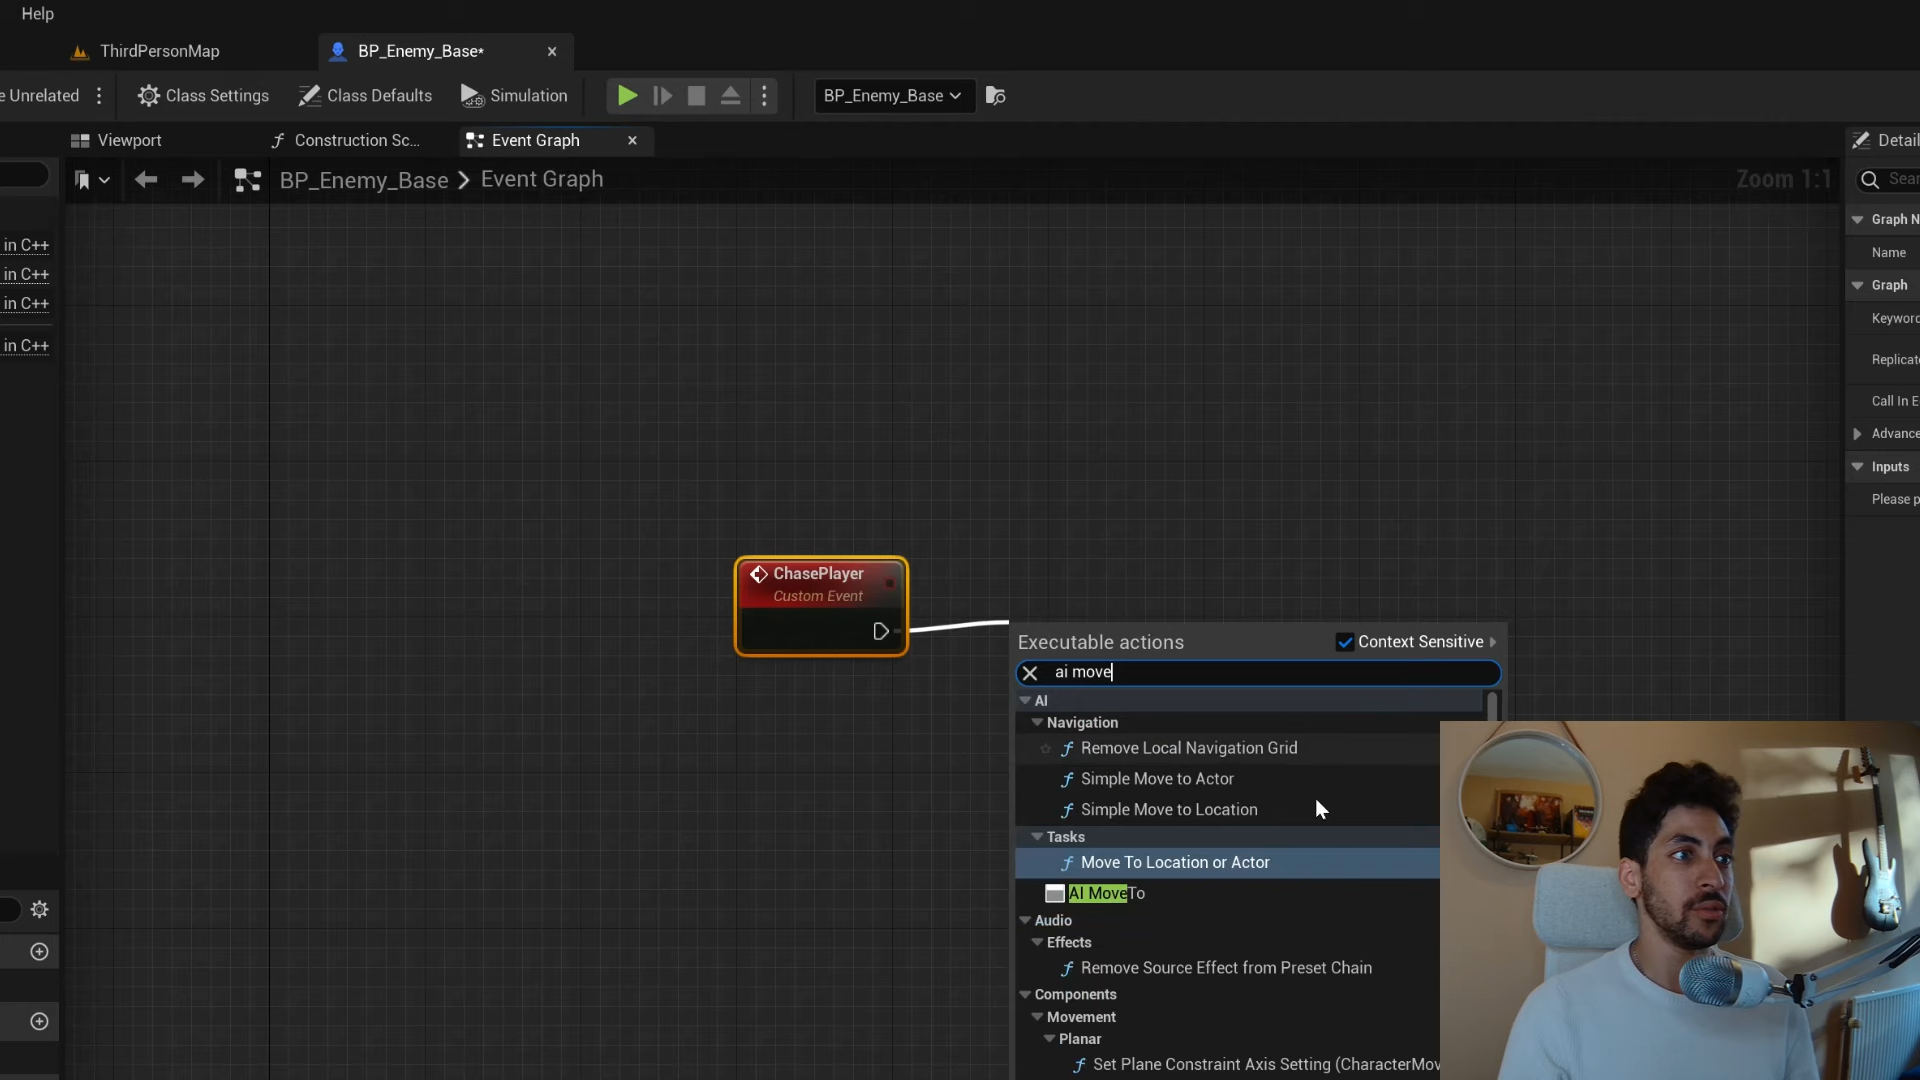 Help
ThirdPersonMap
BP_Enemy_Base*
e Unrelated
Class Settings
Class Defaults
Simulation
BP_Enemy_Base
Viewport
Construction Sc...
Event Graph
Detail
BP_Enemy_Base > Event Graph
Zoom 1:1
Sear
in C++
in C++
in C++
in C++
Graph N
Name
Graph
Keyword
Replicate
Call In E
Advance
Inputs
Please p
ChasePlayer
Custom Event
Executable actions
Context Sensitive
ai move
AI
Navigation
Remove Local Navigation Grid
Simple Move to Actor
Simple Move to Location
Tasks
Move To Location or Actor
AI MoveTo
Audio
Effects
Remove Source Effect from Preset Chain
Components
Movement
Planar
Set Plane Constraint Axis Setting (CharacterMov